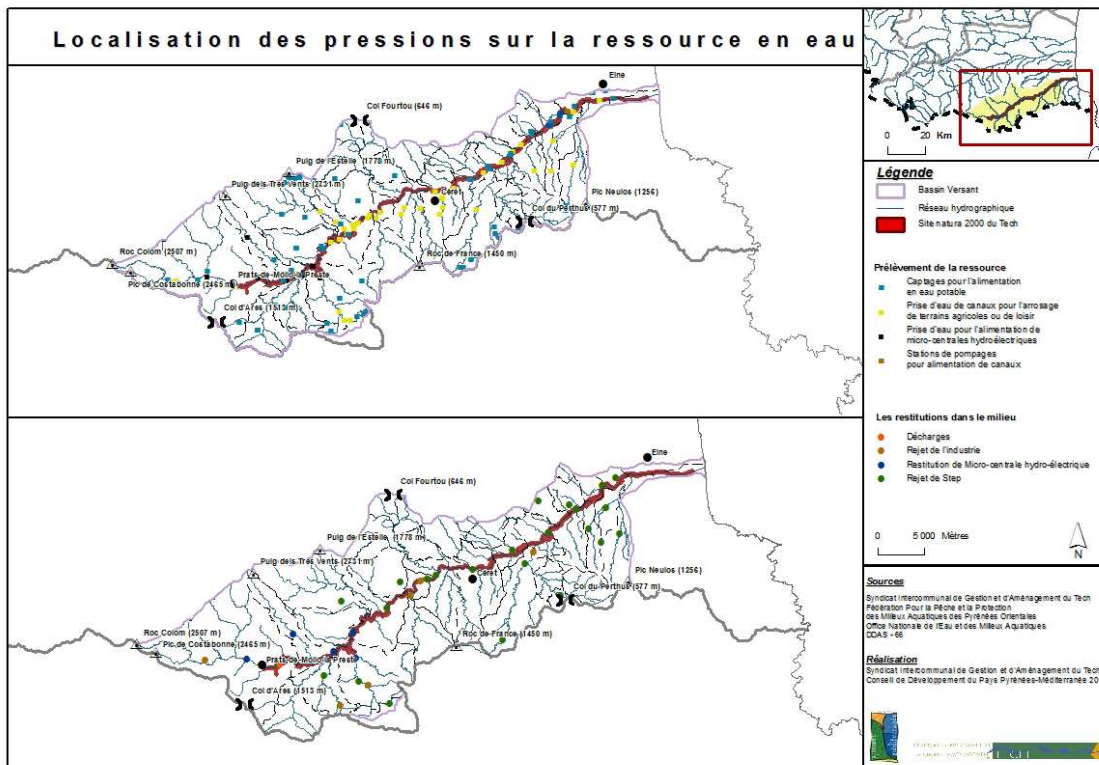 Localisation des pressions sur la ressource en eau
Elne
Col Fourtou (646 m)
Puig de l'Estelle (1778 m)
Puig dels Trés Vents (2731 m)
Céret
Pic Neulos (1256)
Col du Perthus (577 m)
Roc de France (1450 m)
Roc Colom (2507 m)
Prats-de-Mollo-la-Preste
Pic de Costabonne (2465 m)
Col d'Ares (1513 m)
Elne
Col Fourtou (646 m)
Puig de l'Estelle (1778 m)
Puig dels Trés Vents (2731 m)
Céret
Pic Neulos (1256)
Col du Perthus (577 m)
Roc de France (1450 m)
Roc Colom (2507 m)
Pic de Costabonne (2465 m)
Prats-de-Mollo-la-Preste
Col d'Ares (1513 m)
0 20 Km
Légende
Bassin Versant
Réseau hydrographique
Site natura 2000 du Tech
Prélèvement de la ressource
Captages pour l'alimentation
en eau potable
Prise d'eau de canaux pour l'arrosage
de terrains agricoles ou de loisir
Prise d'eau pour l'alimentation de
micro-centrales hydroélectriques
Stations de pompages
pour alimentation de canaux
Les restitutions dans le milieu
Décharges
Rejet de l'industrie
Restitution de Micro-centrale hydro-électrique
Rejet de Step
0 5 000 Mètres
N
Sources
Syndicat Intercommunal de Gestion et d'Aménagement du Tech
Fédération Pour la Pêche et la Protection
des Milieux Aquatiques des Pyrénées Orientales
Office Nationale de l'Eau et des Milieux Aquatiques
DDAS - 66
Réalisation
Syndicat Intercommunal de Gestion et d'Aménagement du Tech
Conseil de Développement du Pays Pyrénées-Méditerranée 20